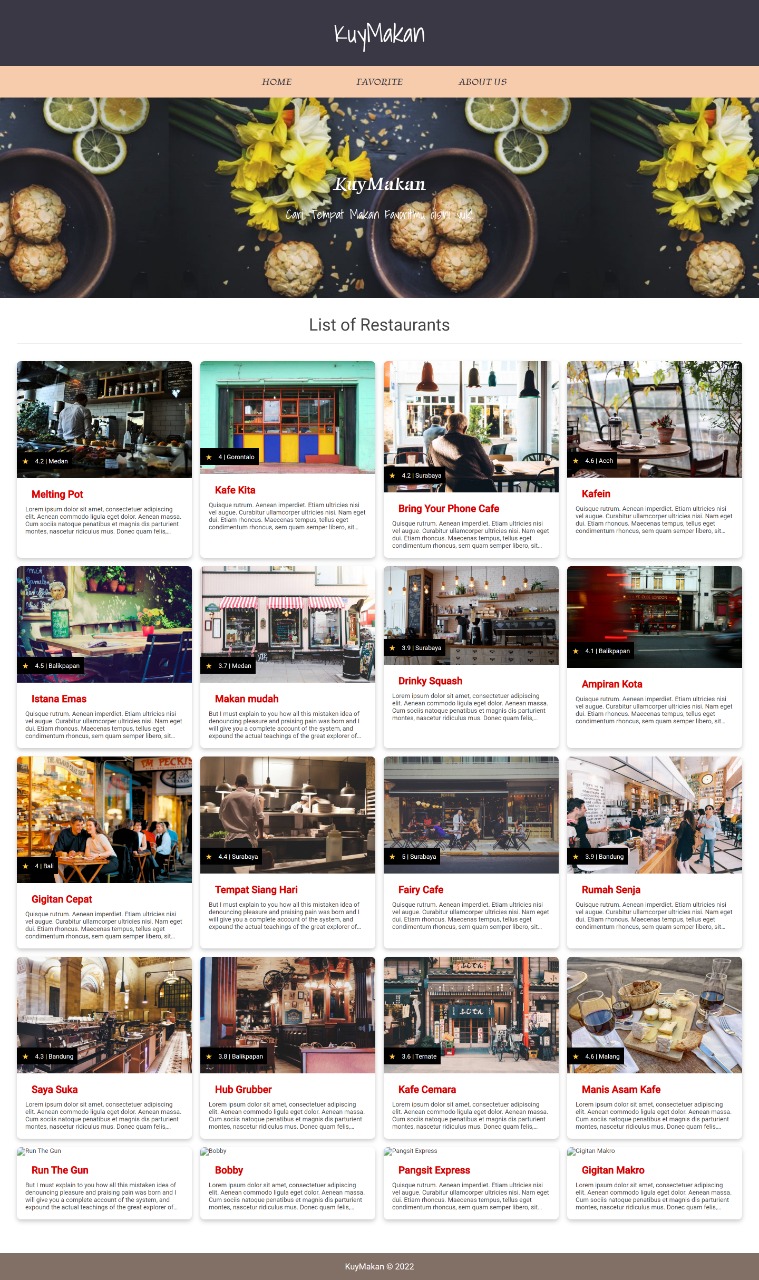 KuyMakan
HOME FAVORITE ABOUT US
KuyMakan
Cari Tempat Makan Favoritmu disini yuk!
List of Restaurants
★ 4.2 | Medan
Melting Pot
Lorem ipsum dolor sit amet, consectetuer adipiscing
elit. Aenean commodo ligula eget dolor. Aenean massa.
Cum sociis natoque penatibus et magnis dis parturient
montes, nascetur ridiculus mus. Donec quam felis,...
★ 4 | Gorontalo
Kafe Kita
Quisque rutrum. Aenean imperdiet. Etiam ultricies nisi
vel augue. Curabitur ullamcorper ultricies nisi. Nam eget
dui. Etiam rhoncus. Maecenas tempus, tellus eget
condimentum rhoncus, sem quam semper libero, sit...
★ 4.2 | Surabaya
Bring Your Phone Cafe
Quisque rutrum. Aenean imperdiet. Etiam ultricies nisi
vel augue. Curabitur ullamcorper ultricies nisi. Nam eget
dui. Etiam rhoncus. Maecenas tempus, tellus eget
condimentum rhoncus, sem quam semper libero, sit...
★ 4.6 | Aceh
Kafein
Quisque rutrum. Aenean imperdiet. Etiam ultricies nisi
vel augue. Curabitur ullamcorper ultricies nisi. Nam eget
dui. Etiam rhoncus. Maecenas tempus, tellus eget
condimentum rhoncus, sem quam semper libero, sit...
★ 4.5 | Balikpapan
Istana Emas
Quisque rutrum. Aenean imperdiet. Etiam ultricies nisi
vel augue. Curabitur ullamcorper ultricies nisi. Nam eget
dui. Etiam rhoncus. Maecenas tempus, tellus eget
condimentum rhoncus, sem quam semper libero, sit...
★ 3.7 | Medan
Makan mudah
But I must explain to you how all this mistaken idea of
denouncing pleasure and praising pain was born and I
will give you a complete account of the system, and
expound the actual teachings of the great explorer of...
★ 3.9 | Surabaya
Drinky Squash
Lorem ipsum dolor sit amet, consectetuer adipiscing
elit. Aenean commodo ligula eget dolor. Aenean massa.
Cum sociis natoque penatibus et magnis dis parturient
montes, nascetur ridiculus mus. Donec quam felis,...
★ 4.1 | Balikpapan
Ampiran Kota
Quisque rutrum. Aenean imperdiet. Etiam ultricies nisi
vel augue. Curabitur ullamcorper ultricies nisi. Nam eget
dui. Etiam rhoncus. Maecenas tempus, tellus eget
condimentum rhoncus, sem quam semper libero, sit...
★ 4 | Bali
Gigitan Cepat
Quisque rutrum. Aenean imperdiet. Etiam ultricies nisi
vel augue. Curabitur ullamcorper ultricies nisi. Nam eget
dui. Etiam rhoncus. Maecenas tempus, tellus eget
condimentum rhoncus, sem quam semper libero, sit...
★ 4.4 | Surabaya
Tempat Siang Hari
But I must explain to you how all this mistaken idea of
denouncing pleasure and praising pain was born and I
will give you a complete account of the system, and
expound the actual teachings of the great explorer of...
★ 5 | Surabaya
Fairy Cafe
Quisque rutrum. Aenean imperdiet. Etiam ultricies nisi
vel augue. Curabitur ullamcorper ultricies nisi. Nam eget
dui. Etiam rhoncus. Maecenas tempus, tellus eget
condimentum rhoncus, sem quam semper libero, sit...
★ 3.9 | Bandung
Rumah Senja
Quisque rutrum. Aenean imperdiet. Etiam ultricies nisi
vel augue. Curabitur ullamcorper ultricies nisi. Nam eget
dui. Etiam rhoncus. Maecenas tempus, tellus eget
condimentum rhoncus, sem quam semper libero, sit...
★ 4.3 | Bandung
Saya Suka
Lorem ipsum dolor sit amet, consectetuer adipiscing
elit. Aenean commodo ligula eget dolor. Aenean massa.
Cum sociis natoque penatibus et magnis dis parturient
montes, nascetur ridiculus mus. Donec quam felis,...
★ 3.8 | Balikpapan
Hub Grubber
Lorem ipsum dolor sit amet, consectetuer adipiscing
elit. Aenean commodo ligula eget dolor. Aenean massa.
Cum sociis natoque penatibus et magnis dis parturient
montes, nascetur ridiculus mus. Donec quam felis,...
ふじでん
★ 3.6 | Ternate
Kafe Cemara
Lorem ipsum dolor sit amet, consectetuer adipiscing
elit. Aenean commodo ligula eget dolor. Aenean massa.
Cum sociis natoque penatibus et magnis dis parturient
montes, nascetur ridiculus mus. Donec quam felis,...
★ 4.6 | Malang
Manis Asam Kafe
Lorem ipsum dolor sit amet, consectetuer adipiscing
elit. Aenean commodo ligula eget dolor. Aenean massa.
Cum sociis natoque penatibus et magnis dis parturient
montes, nascetur ridiculus mus. Donec quam felis,...
Run The Gun
Run The Gun
But I must explain to you how all this mistaken idea of
denouncing pleasure and praising pain was born and I
will give you a complete account of the system, and
expound the actual teachings of the great explorer of...
Bobby
Bobby
Lorem ipsum dolor sit amet, consectetuer adipiscing
elit. Aenean commodo ligula eget dolor. Aenean massa.
Cum sociis natoque penatibus et magnis dis parturient
montes, nascetur ridiculus mus. Donec quam felis,...
Pangsit Express
Pangsit Express
Quisque rutrum. Aenean imperdiet. Etiam ultricies nisi
vel augue. Curabitur ullamcorper ultricies nisi. Nam eget
dui. Etiam rhoncus. Maecenas tempus, tellus eget
condimentum rhoncus, sem quam semper libero, sit...
Gigitan Makro
Gigitan Makro
Lorem ipsum dolor sit amet, consectetuer adipiscing
elit. Aenean commodo ligula eget dolor. Aenean massa.
Cum sociis natoque penatibus et magnis dis parturient
montes, nascetur ridiculus mus. Donec quam felis,...
KuyMakan © 2022